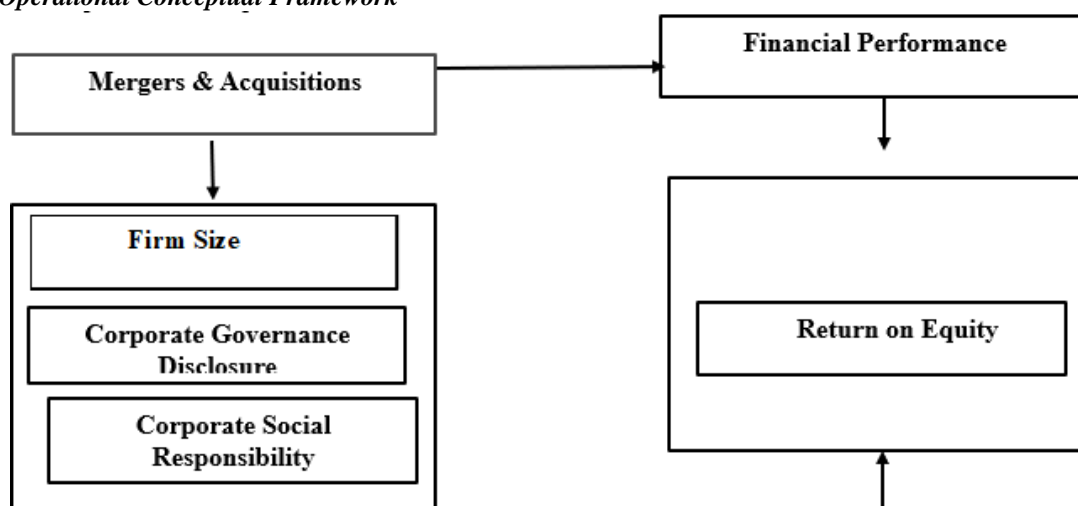 Operational Conceptual Framework
Financial Performance
Mergers & Acquisitions
Firm Size
Corporate Governance
Disclosure
Return on Equity
Corporate Social
Responsibility